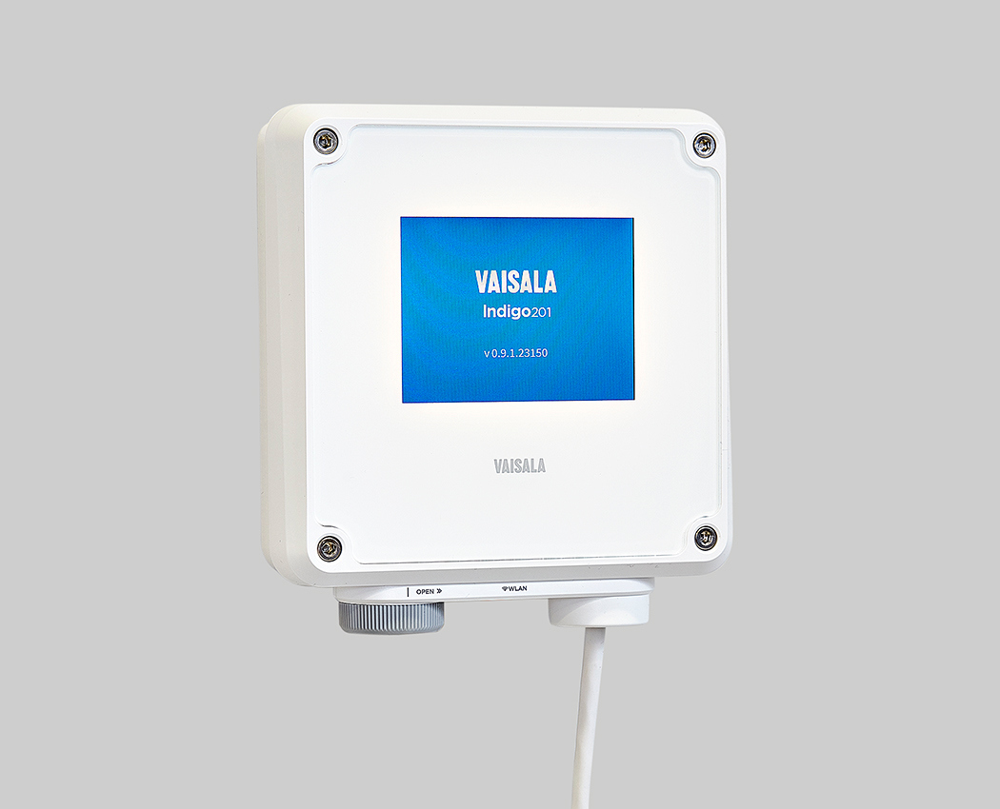 VAISALA
Indigo201
v 0.9.1.23150
VAISALA
| OPEN »
WLAN